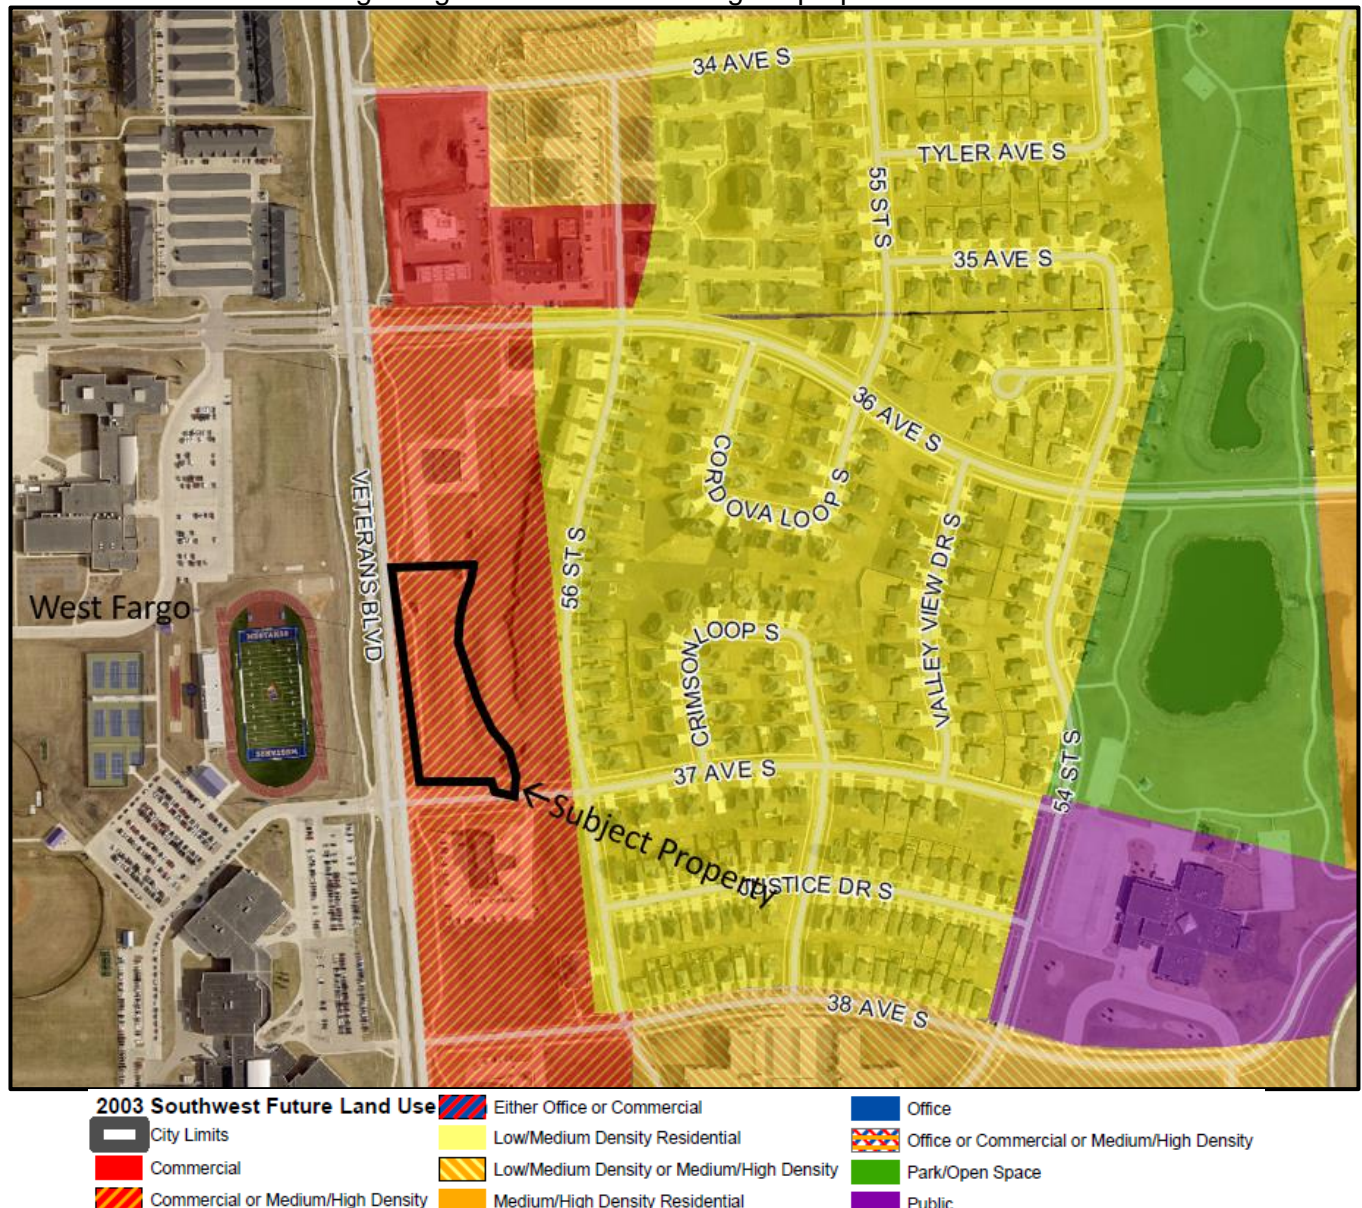 34 AVE S
TYLER AVE S
55 ST S
35 AVE S
36 AVE S
CORDOVA LOOP S
VETERANS BLVD
56 ST S
VALLEY VIEW DR S
West Fargo
CRIMSON LOOP S
37 AVE S
54 ST S
←Subject Property
JUSTICE DR S
38 AVE S
2003 Southwest Future Land Use
City Limits
Commercial
Commercial or Medium/High Density
Either Office or Commercial
Low/Medium Density Residential
Low/Medium Density or Medium/High Density
Medium/High Density Residential
Office
Office or Commercial or Medium/High Density
Park/Open Space
Public